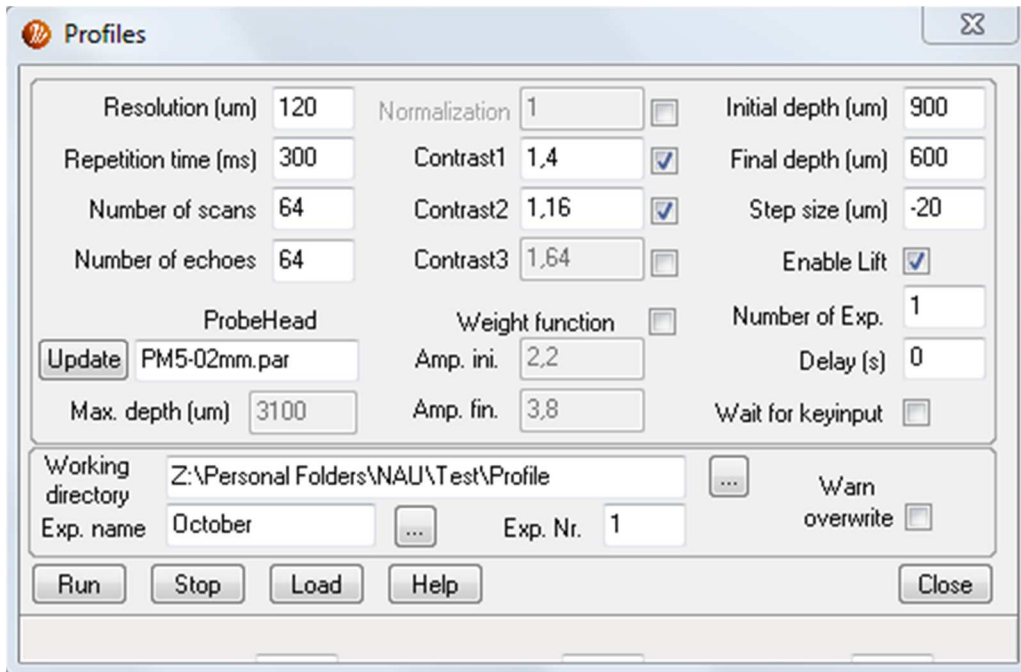 Profiles
Resolution (um) 120 Normalization 1 Initial depth (um) 900
Repetition time (ms) 300 Contrast1 1,4 Final depth (um) 600
Number of scans 64 Contrast2 1,16 Step size (um) -20
Number of echoes 64 Contrast3 1,64 Enable Lift
ProbeHead Weight function Number of Exp. 1
Update PM5-02mm.par Amp. ini. 2,2 Delay (s) 0
Max. depth (um) 3100 Amp. fin. 3,8 Wait for keyinput
Working directory Z:\Personal Folders\NAU\Test\Profile ... Warn overwrite
Exp. name October ... Exp. Nr. 1
Run Stop Load Help Close